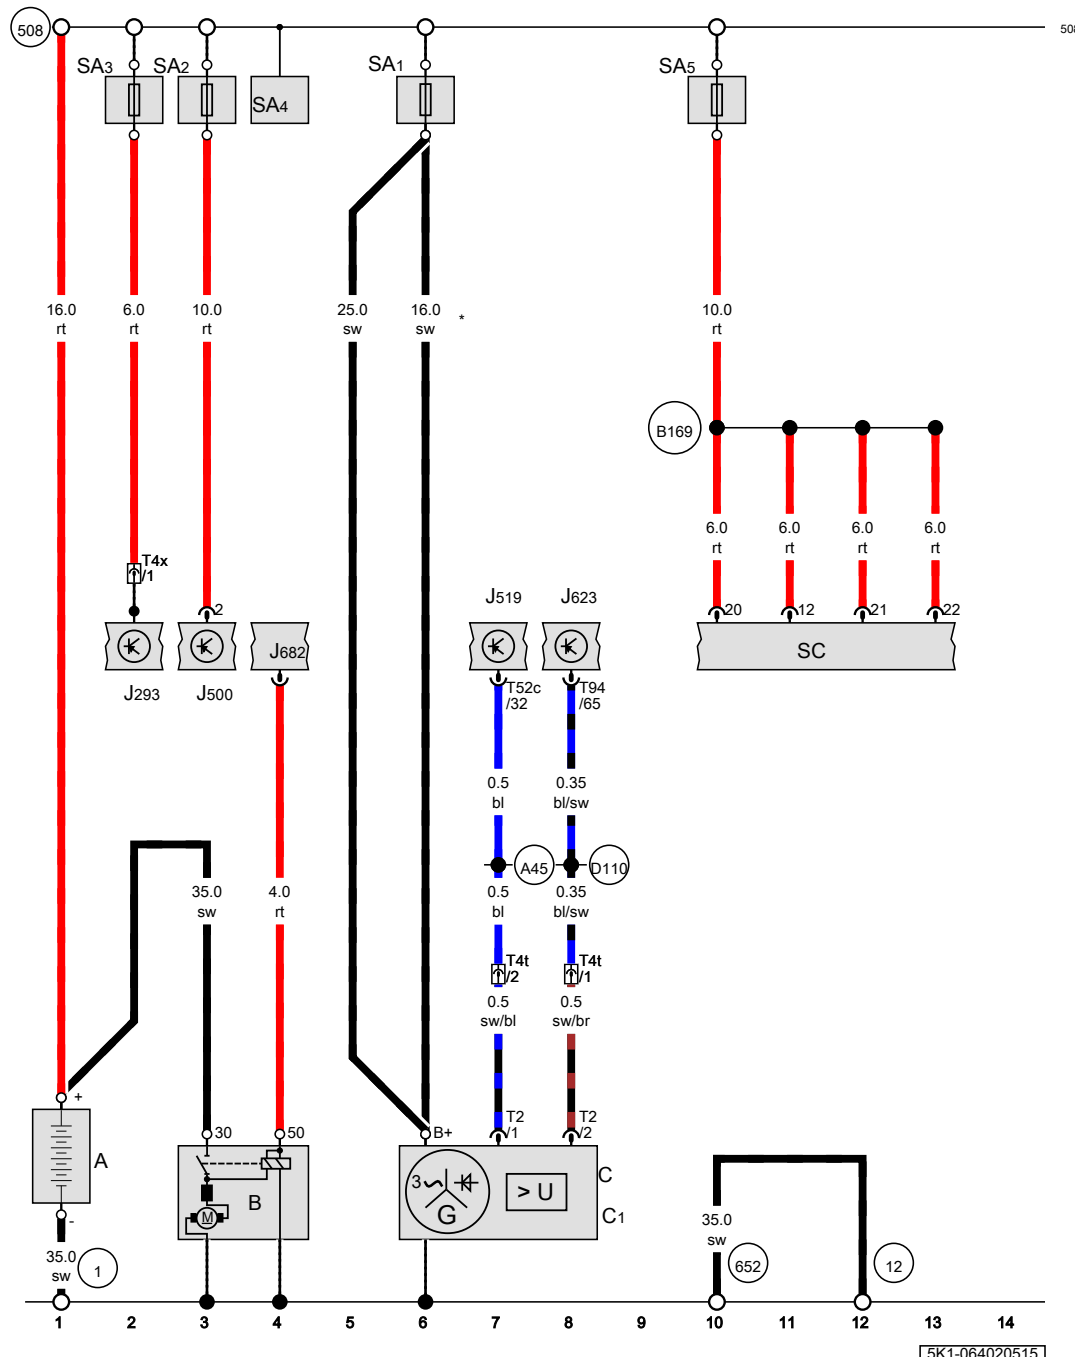 508
508
SA3
SA2
SA4
SA1
SA5
16.0
rt
6.0
rt
10.0
rt
25.0
sw
16.0
sw
*
10.0
rt
B169
6.0
rt
6.0
rt
6.0
rt
6.0
rt
T4x
/1
2
20
12
21
22
J519
J623
J682
SC
J293
J500
T52c
/32
T94
/65
0.5
bl
0.35
bl/sw
A45
D110
35.0
sw
4.0
rt
0.5
bl
0.35
bl/sw
T4t
/2
T4t
/1
0.5
sw/bl
0.5
sw/br
+
30
50
B+
T2
/1
T2
/2
A
B
M
3
G
> U
C
C1
-
35.0
sw
1
35.0
sw
652
12
1 2 3 4 5 6 7 8 9 10 11 12 13 14
5K1-064020515